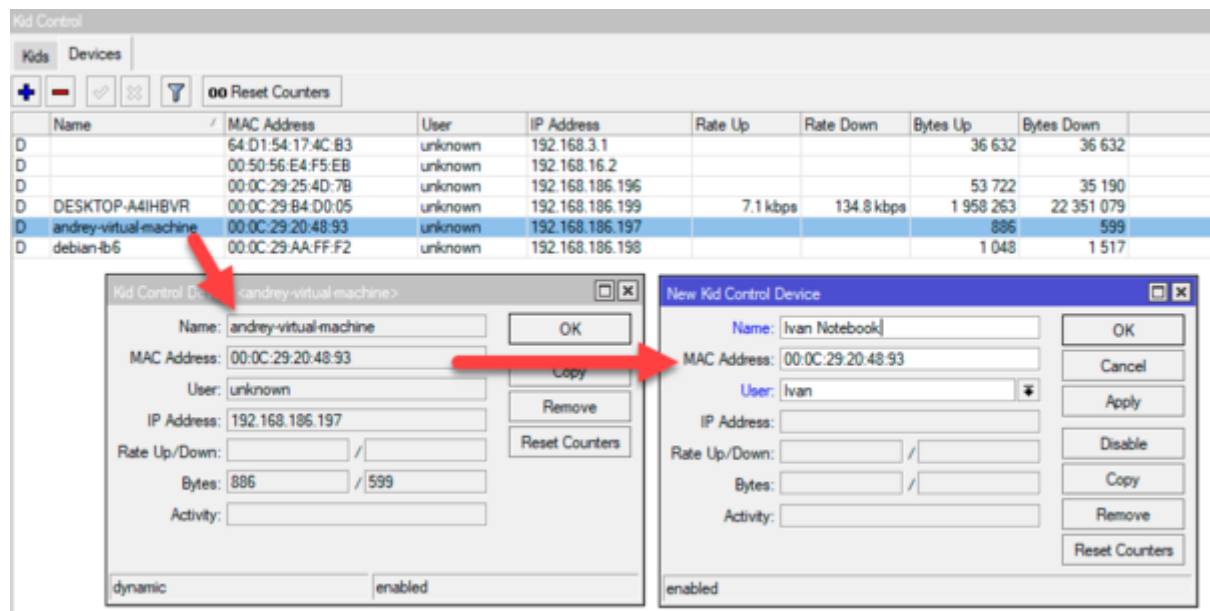 Kid Control
Kids Devices
00 Reset Counters
Name / MAC Address User IP Address Rate Up Rate Down Bytes Up Bytes Down
D 64:D1:54:17:4C:B3 unknown 192.168.3.1 36 632 36 632
D 00:50:56:E4:F5:EB unknown 192.168.16.2
D 00:0C:29:25:4D:7B unknown 192.168.186.196 53 722 35 190
D DESKTOP-A4IHBVR 00:0C:29:B4:D0:05 unknown 192.168.186.199 7.1 kbps 134.8 kbps 1 958 263 22 351 079
D andrey-virtual-machine 00:0C:29:20:48:93 unknown 192.168.186.197 886 599
D debian-lb6 00:0C:29:AA:FF:F2 unknown 192.168.186.198 1 048 1 517
Kid Control <andrey-virtual-machine>
Name: andrey-virtual-machine OK
MAC Address: 00:0C:29:20:48:93 Copy
User: unknown
Remove
IP Address: 192.168.186.197
Reset Counters
Rate Up/Down: /
Bytes: 886 / 599
Activity:
dynamic enabled
New Kid Control Device
Name: Ivan Notebook OK
MAC Address: 00:0C:29:20:48:93 Cancel
User: Ivan
Apply
IP Address:
Disable
Rate Up/Down: /
Bytes: / Copy
Activity: Remove
Reset Counters
enabled